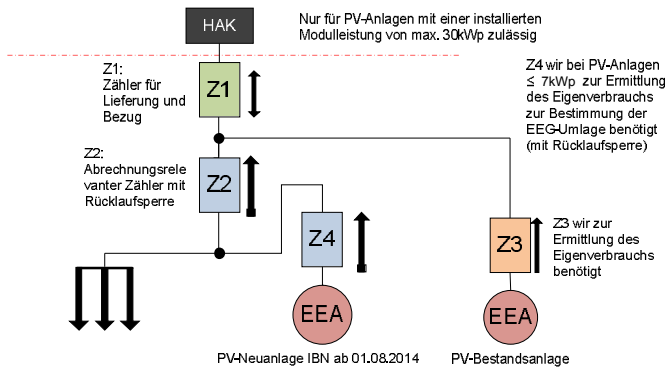 HAK
Nur für PV-Anlagen mit einer installierten
Modulleistung von max. 30kWp zulässig
Z1:
Zähler für
Lieferung und
Bezug
Z1
Z4 wir bei PV-Anlagen
≤ 7kWp zur Ermittlung
des Eigenverbrauchs
zur Bestimmung der
EEG-Umlage benötigt
(mit Rücklaufsperre)
Z2:
Abrechnungsrele
vanter Zähler mit
Rücklaufsperre
Z2
Z4
Z3
Z3 wir zur
Ermittlung des
Eigenverbrauchs
benötigt
EEA
EEA
PV-Neuanlage IBN ab 01.08.2014
PV-Bestandsanlage